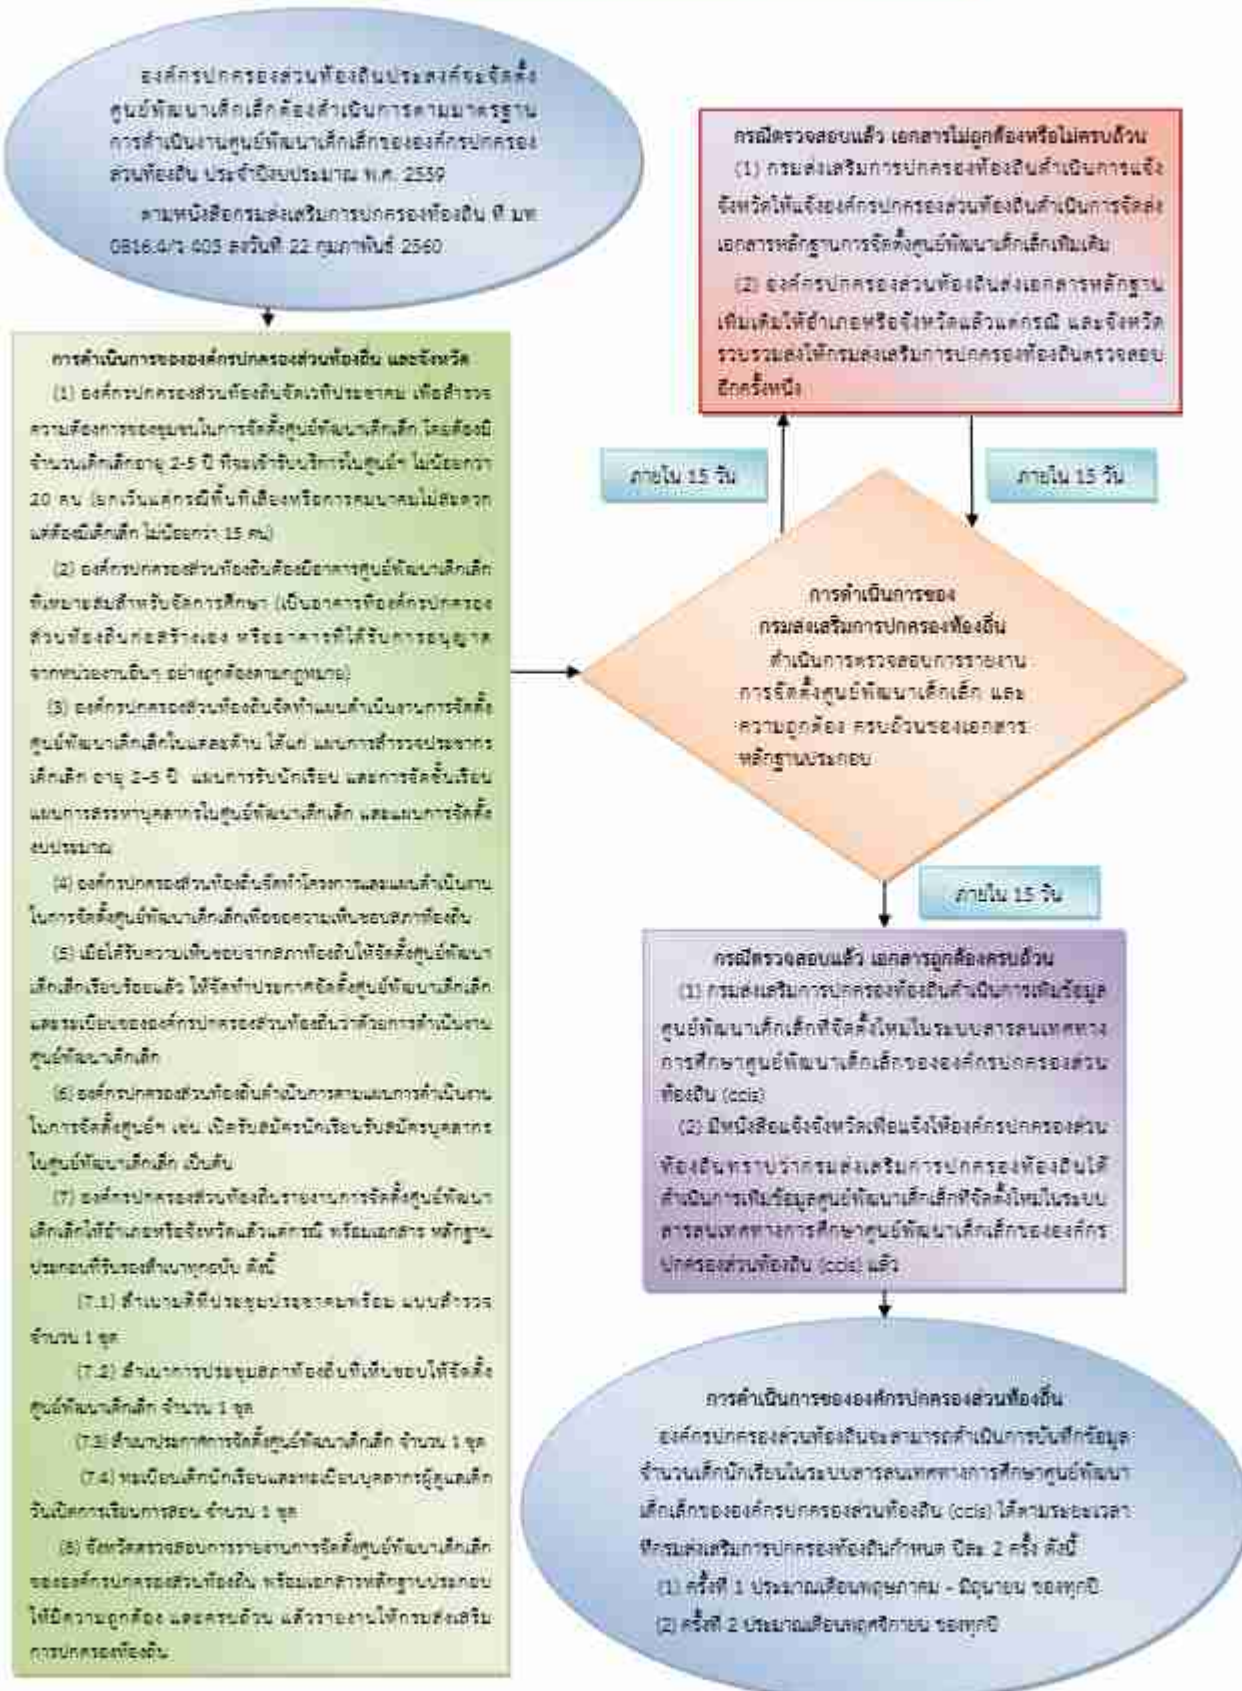 องค์กรปกครองส่วนท้องถิ่นประสงค์จะจัดตั้ง
ศูนย์พัฒนาเด็กเล็กต้องดำเนินการตามมาตรฐาน
การดำเนินงานศูนย์พัฒนาเด็กเล็กขององค์กรปกครอง
ส่วนท้องถิ่น ประจำปีงบประมาณ พ.ศ. 2559
ตามหนังสือกรมส่งเสริมการปกครองท้องถิ่น ที่ มท
0816.4/ว 405 ลงวันที่ 22 กุมภาพันธ์ 2560
การดำเนินการขององค์กรปกครองส่วนท้องถิ่น และจังหวัด
(1) องค์กรปกครองส่วนท้องถิ่นจัดเวทีประชาคม เพื่อสำรวจ
ความต้องการของชุมชนในการจัดตั้งศูนย์พัฒนาเด็กเล็ก โดยต้องมี
จำนวนเด็กเล็กอายุ 2-5 ปี ที่จะเข้ารับบริการในศูนย์ฯ ไม่น้อยกว่า
20 คน (ยกเว้นแต่กรณีพื้นที่เสี่ยงหรือการคมนาคมไม่สะดวก
แต่ต้องมีเด็กเล็ก ไม่น้อยกว่า 15 คน)
(2) องค์กรปกครองส่วนท้องถิ่นต้องมีอาคารศูนย์พัฒนาเด็กเล็ก
ที่เหมาะสมสำหรับจัดการศึกษา (เป็นอาคารที่องค์กรปกครอง
ส่วนท้องถิ่นก่อสร้างเอง หรืออาคารที่ได้รับการอนุญาต
จากหน่วยงานอื่นๆ อย่างถูกต้องตามกฎหมาย)
(3) องค์กรปกครองส่วนท้องถิ่นจัดทำแผนดำเนินงานการจัดตั้ง
ศูนย์พัฒนาเด็กเล็กในแต่ละด้าน ได้แก่ แผนการสำรวจประชากร
เด็กเล็ก อายุ 2-5 ปี แผนการรับนักเรียน และการจัดชั้นเรียน
แผนการสรรหาบุคลากรในศูนย์พัฒนาเด็กเล็ก และแผนการจัดตั้ง
งบประมาณ
(4) องค์กรปกครองส่วนท้องถิ่นจัดทำโครงการและแผนดำเนินงาน
ในการจัดตั้งศูนย์พัฒนาเด็กเล็กเพื่อขอความเห็นชอบสภาท้องถิ่น
(5) เมื่อได้รับความเห็นชอบจากสภาท้องถิ่นให้จัดตั้งศูนย์พัฒนา
เด็กเล็กเรียบร้อยแล้ว ให้จัดทำประกาศจัดตั้งศูนย์พัฒนาเด็กเล็ก
และระเบียบขององค์กรปกครองส่วนท้องถิ่นว่าด้วยการดำเนินงาน
ศูนย์พัฒนาเด็กเล็ก
(6) องค์กรปกครองส่วนท้องถิ่นดำเนินการตามแผนการดำเนินงาน
ในการจัดตั้งศูนย์ฯ เช่น เปิดรับสมัครนักเรียนรับสมัครบุคลากร
ในศูนย์พัฒนาเด็กเล็ก เป็นต้น
(7) องค์กรปกครองส่วนท้องถิ่นรายงานการจัดตั้งศูนย์พัฒนา
เด็กเล็กให้อำเภอหรือจังหวัดแล้วแต่กรณี พร้อมเอกสาร หลักฐาน
ประกอบที่รับรองสำเนาทุกฉบับ ดังนี้
(7.1) สำเนามติที่ประชุมประชาคมพร้อม แบบสำรวจ
จำนวน 1 ชุด
(7.2) สำเนาการประชุมสภาท้องถิ่นที่เห็นชอบให้จัดตั้ง
ศูนย์พัฒนาเด็กเล็ก จำนวน 1 ชุด
(7.3) สำเนาประกาศการจัดตั้งศูนย์พัฒนาเด็กเล็ก จำนวน 1 ชุด
(7.4) ทะเบียนเด็กนักเรียนและทะเบียนบุคลากรผู้ดูแลเด็ก
วันเปิดการเรียนการสอน จำนวน 1 ชุด
(8) จังหวัดตรวจสอบการรายงานการจัดตั้งศูนย์พัฒนาเด็กเล็ก
ขององค์กรปกครองส่วนท้องถิ่น พร้อมเอกสารหลักฐานประกอบ
ให้มีความถูกต้อง และครบถ้วน แล้วรายงานให้กรมส่งเสริม
การปกครองท้องถิ่น
กรณีตรวจสอบแล้ว เอกสารไม่ถูกต้องหรือไม่ครบถ้วน
(1) กรมส่งเสริมการปกครองท้องถิ่นดำเนินการแจ้ง
จังหวัดให้แจ้งองค์กรปกครองส่วนท้องถิ่นดำเนินการจัดส่ง
เอกสารหลักฐานการจัดตั้งศูนย์พัฒนาเด็กเล็กเพิ่มเติม
(2) องค์กรปกครองส่วนท้องถิ่นส่งเอกสารหลักฐาน
เพิ่มเติมให้อำเภอหรือจังหวัดแล้วแต่กรณี และจังหวัด
รวบรวมส่งให้กรมส่งเสริมการปกครองท้องถิ่นตรวจสอบ
อีกครั้งหนึ่ง
ภายใน 15 วัน
ภายใน 15 วัน
การดำเนินการของ
กรมส่งเสริมการปกครองท้องถิ่น
ดำเนินการตรวจสอบการรายงาน
การจัดตั้งศูนย์พัฒนาเด็กเล็ก และ
ความถูกต้อง ครบถ้วนของเอกสาร
หลักฐานประกอบ
ภายใน 15 วัน
กรณีตรวจสอบแล้ว เอกสารถูกต้องครบถ้วน
(1) กรมส่งเสริมการปกครองท้องถิ่นดำเนินการเพิ่มข้อมูล
ศูนย์พัฒนาเด็กเล็กที่จัดตั้งใหม่ในระบบสารสนเทศทาง
การศึกษาศูนย์พัฒนาเด็กเล็กขององค์กรปกครองส่วน
ท้องถิ่น (ccis)
(2) มีหนังสือแจ้งจังหวัดเพื่อแจ้งให้องค์กรปกครองส่วน
ท้องถิ่นทราบว่ากรมส่งเสริมการปกครองท้องถิ่นได้
ดำเนินการเพิ่มข้อมูลศูนย์พัฒนาเด็กเล็กที่จัดตั้งใหม่ในระบบ
สารสนเทศทางการศึกษาศูนย์พัฒนาเด็กเล็กขององค์กร
ปกครองส่วนท้องถิ่น (ccis) แล้ว
การดำเนินการขององค์กรปกครองส่วนท้องถิ่น
องค์กรปกครองส่วนท้องถิ่นจะสามารถดำเนินการบันทึกข้อมูล
จำนวนเด็กนักเรียนในระบบสารสนเทศทางการศึกษาศูนย์พัฒนา
เด็กเล็กขององค์กรปกครองส่วนท้องถิ่น (ccis) ได้ตามระยะเวลา
ที่กรมส่งเสริมการปกครองท้องถิ่นกำหนด ปีละ 2 ครั้ง ดังนี้
(1) ครั้งที่ 1 ประมาณเดือนพฤษภาคม - มิถุนายน ของทุกปี
(2) ครั้งที่ 2 ประมาณเดือนพฤศจิกายน ของทุกปี